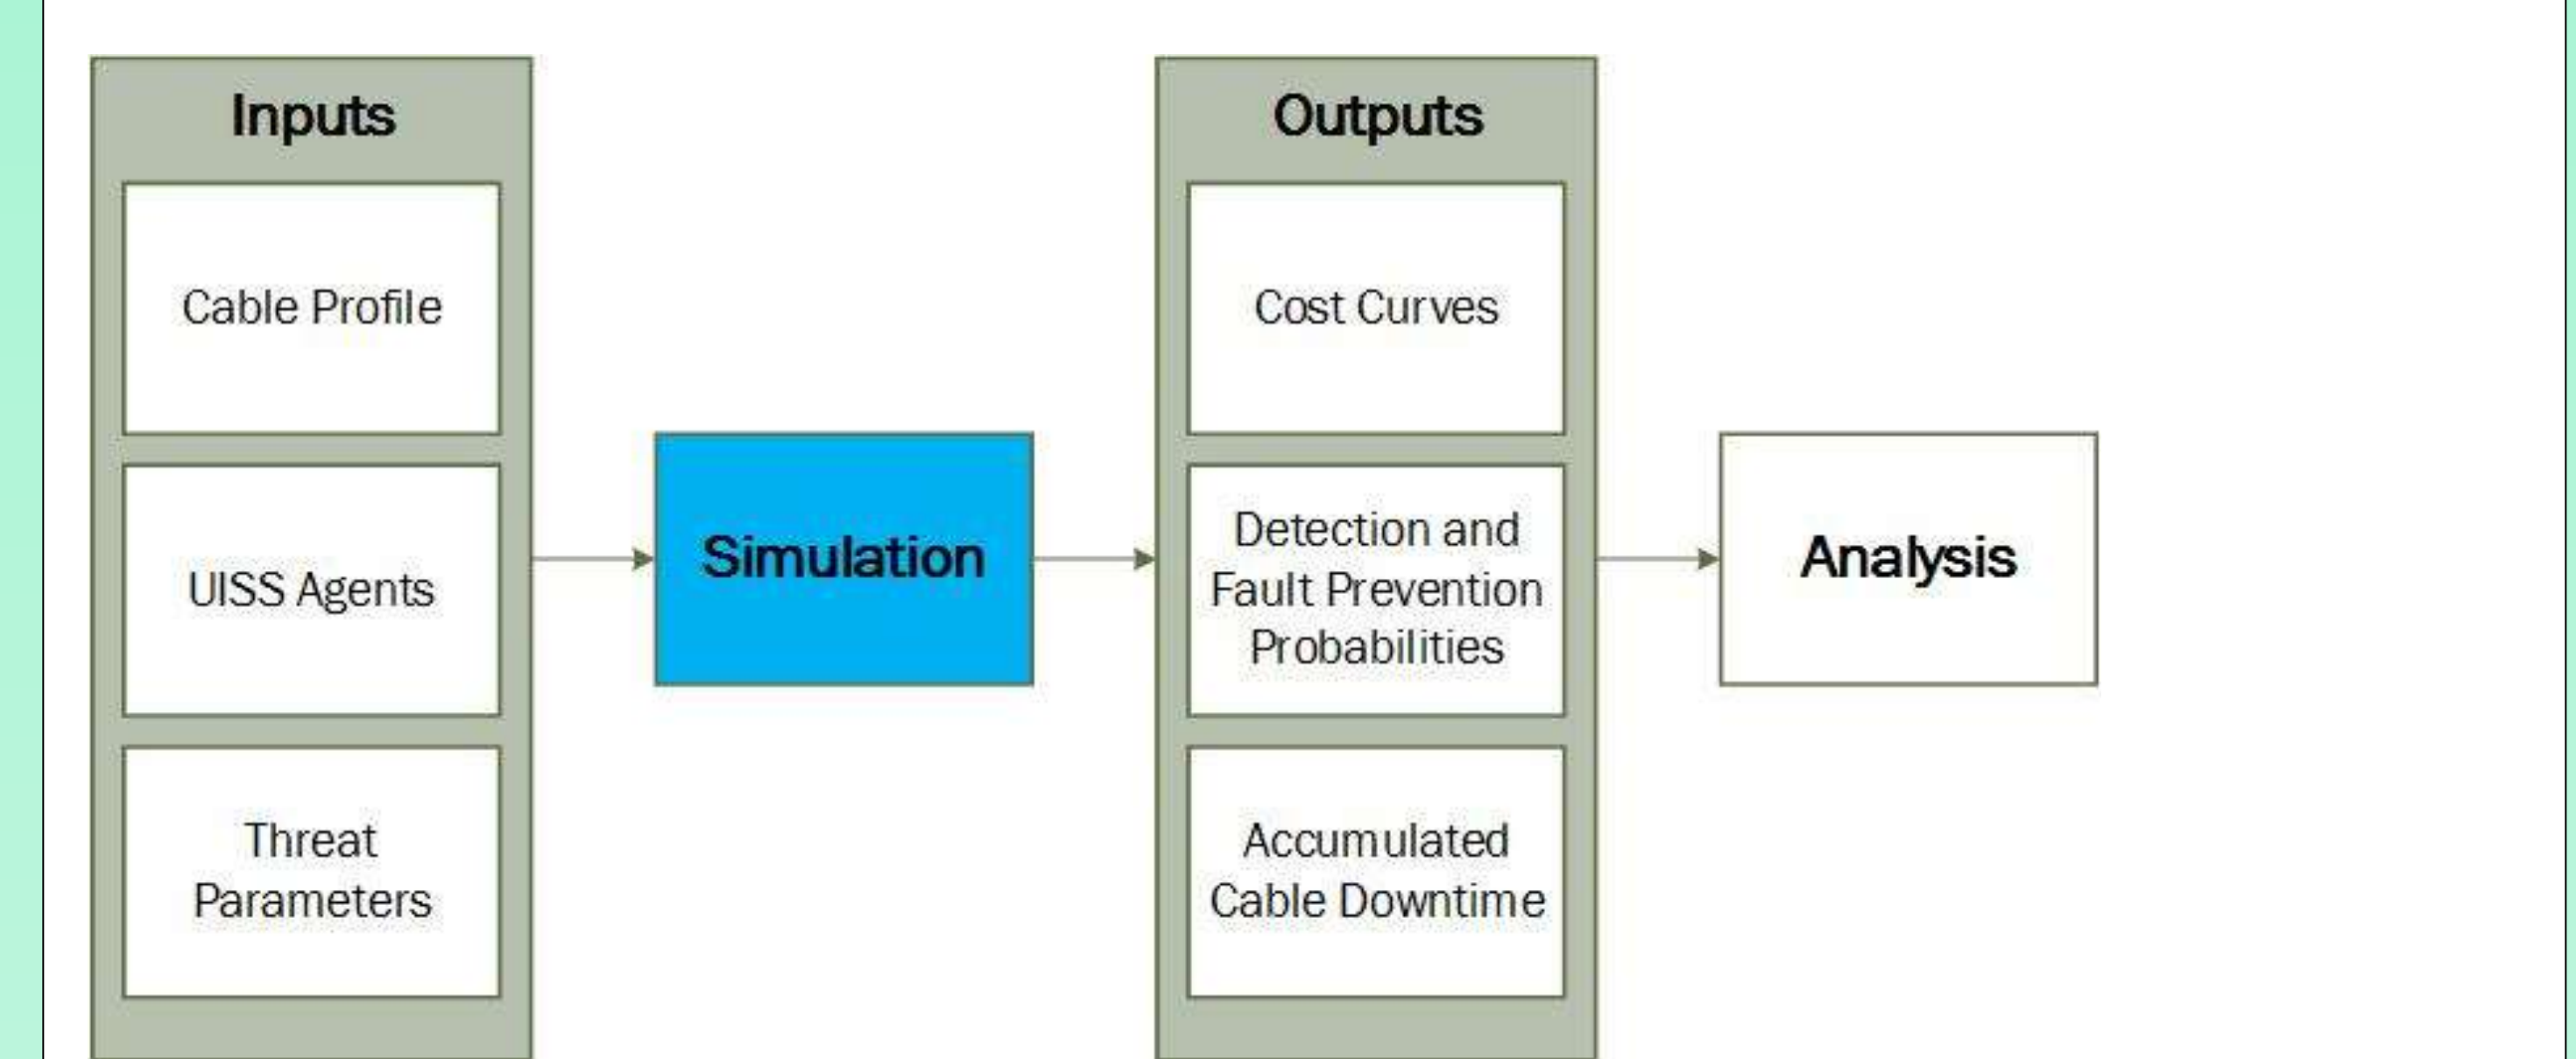 Inputs
Cable Profile
UISS Agents
Threat
Parameters
Simulation
Outputs
Cost Curves
Detection and
Fault Prevention
Probabilities
Accumulated
Cable Downtime
Analysis